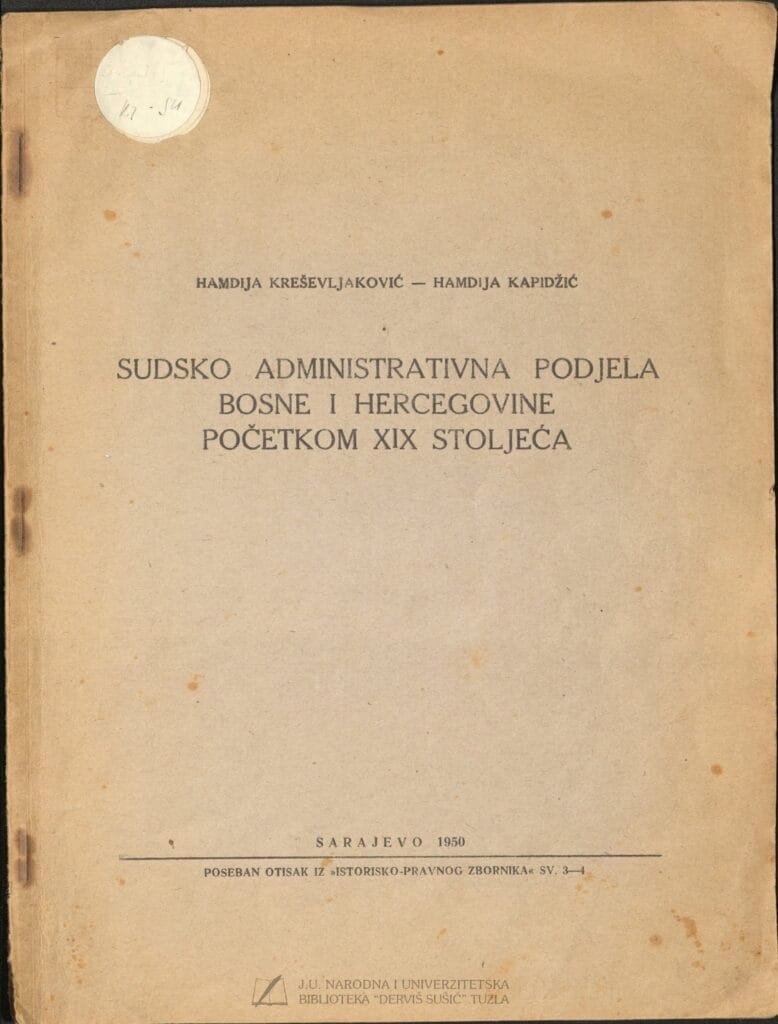 HAMDIJA KREŠEVLJAKOVIĆ — HAMDIJA KAPIDŽIĆ
SUDSKO ADMINISTRATIVNA PODJELA
BOSNE I HERCEGOVINE
POČETKOM XIX STOLJEĆA
SARAJEVO 1950
POSEBAN OTISAK IZ »ISTORISKO-PRAVNOG ZBORNIKA« SV. 3—4
J.U. NARODNA I UNIVERZITETSKA
BIBLIOTEKA "DERVIŠ SUŠIĆ" TUZLA